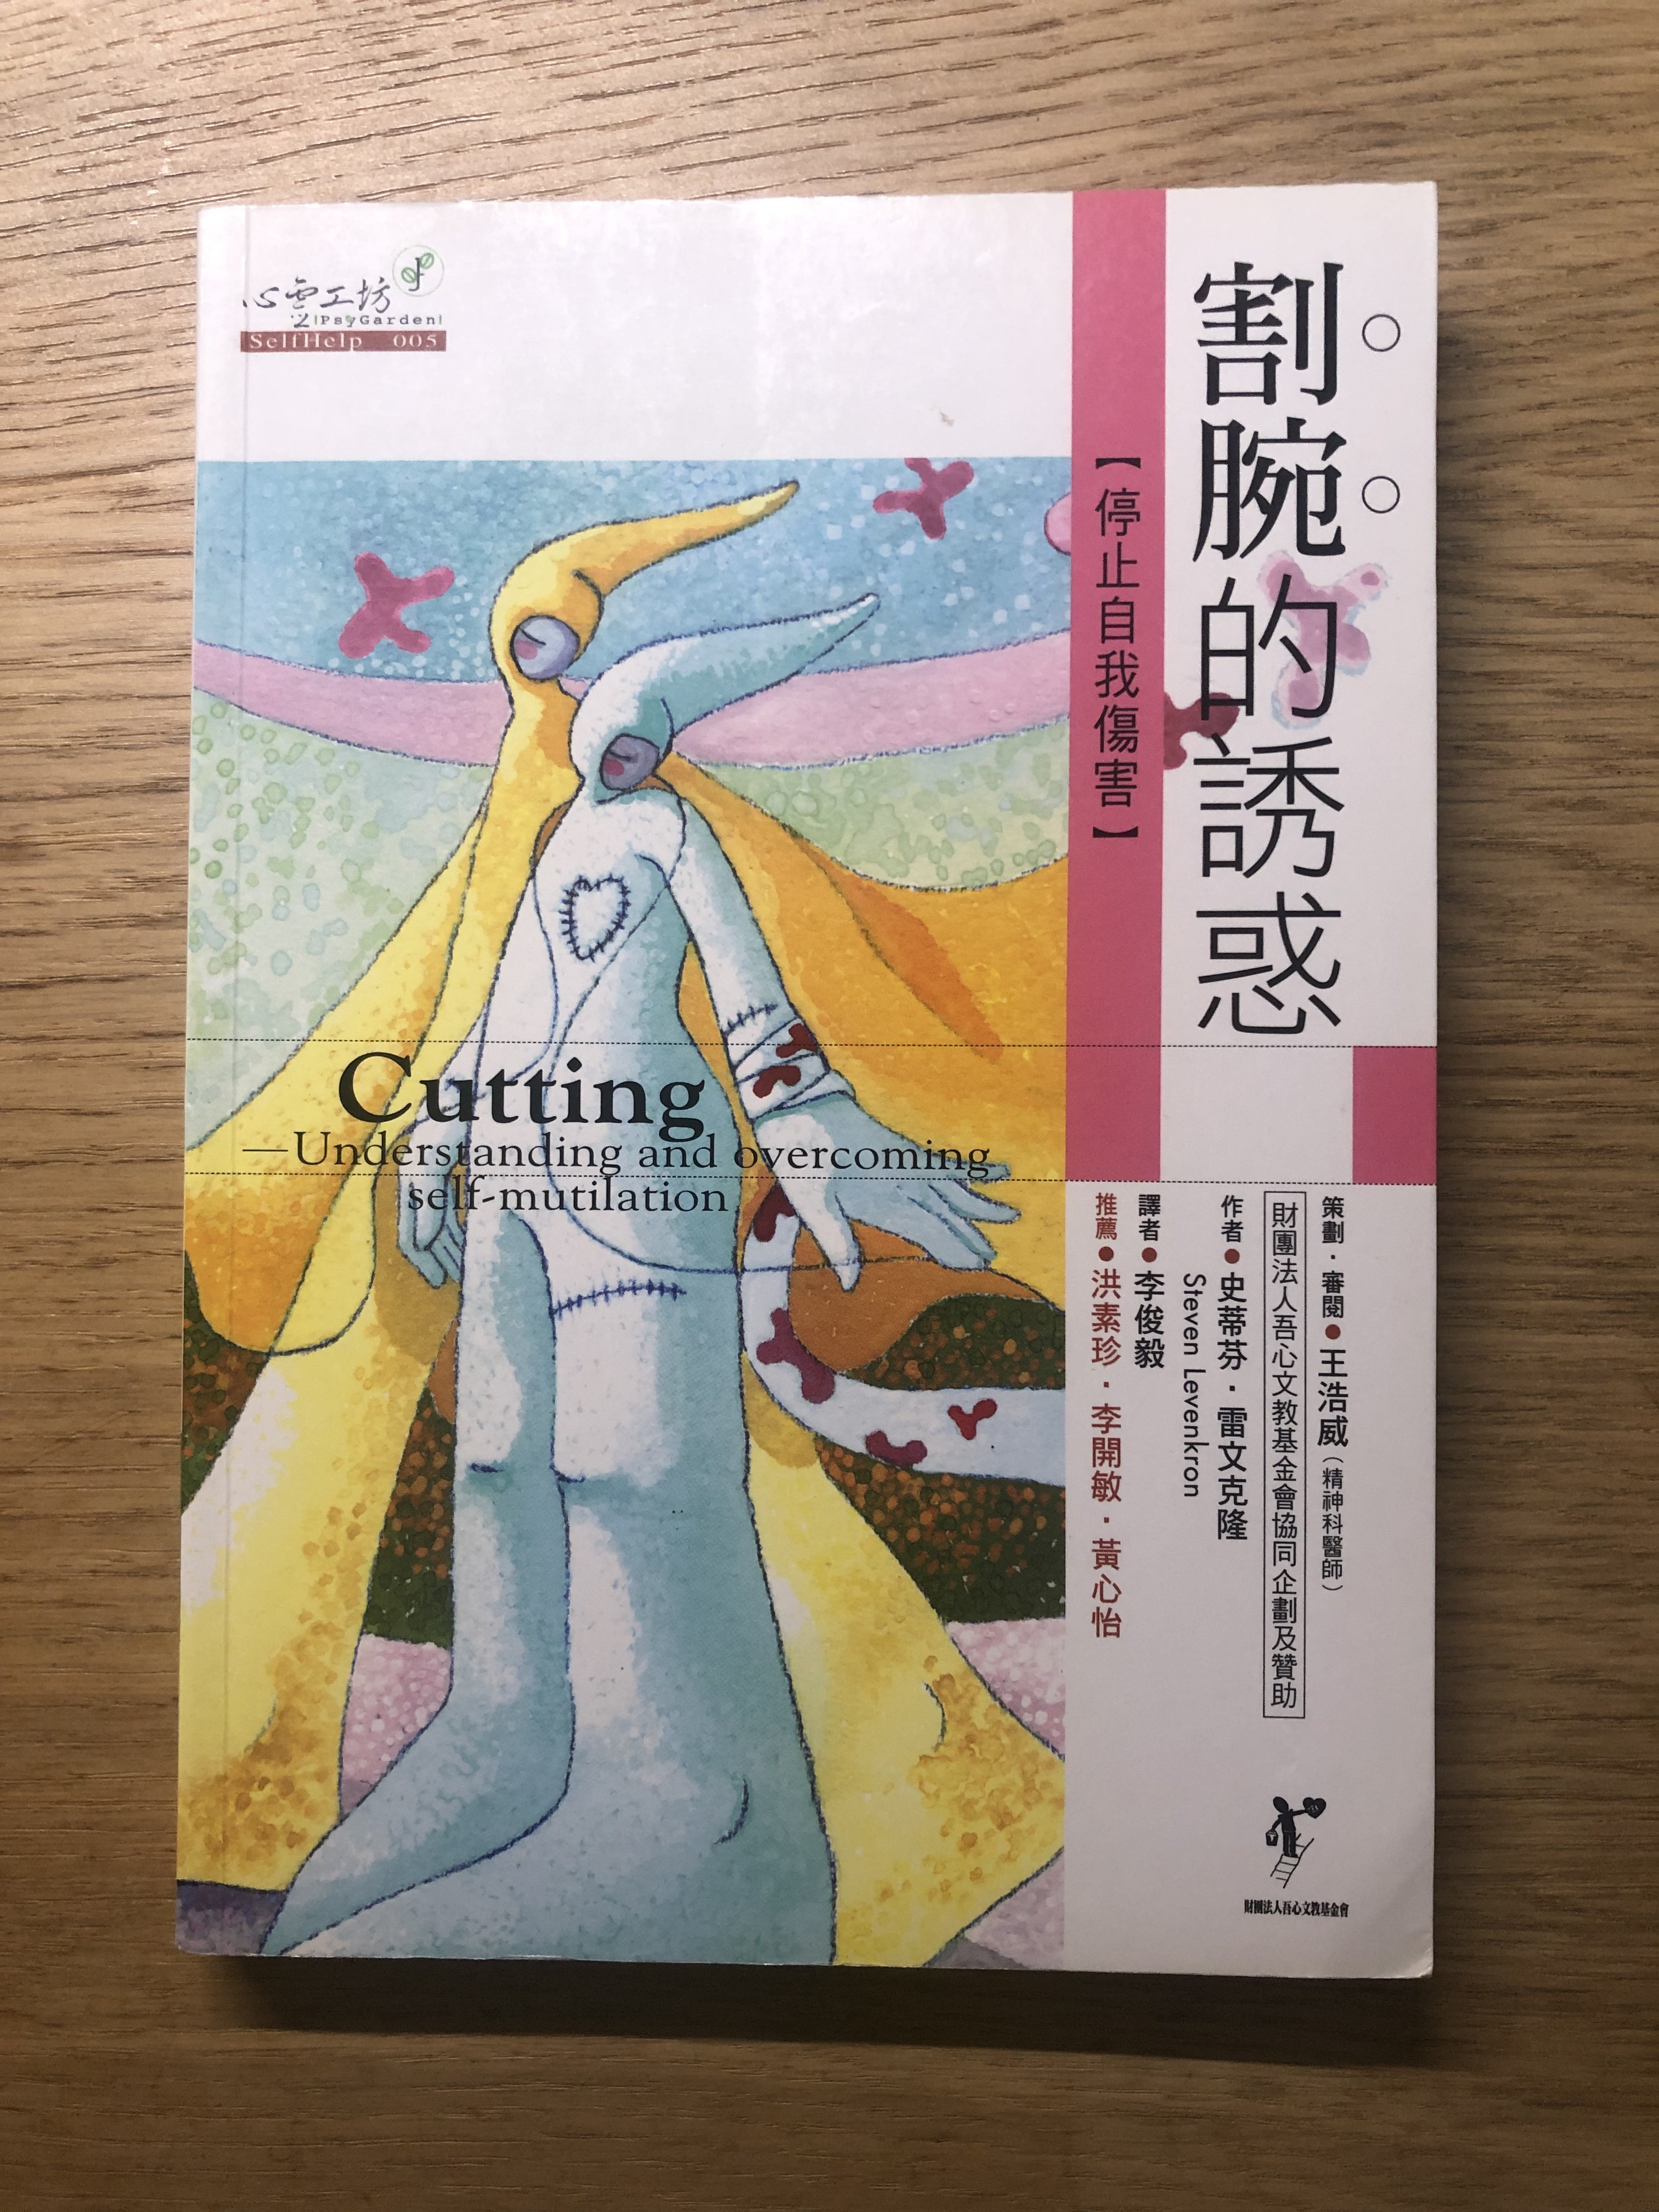 心靈工坊
PsyGarden
SelfHelp 005
割腕的誘惑
【停止自我傷害】
Cutting
—Understanding and overcoming
self-mutilation
策劃·審閱●王浩威（精神科醫師）
財團法人吾心文教基金會協同企劃及贊助
作者●史蒂芬·雷文克隆
Steven Levenkron
譯者●李俊毅
推薦●洪素珍·李開敏·黃心怡
財團法人吾心文教基金會